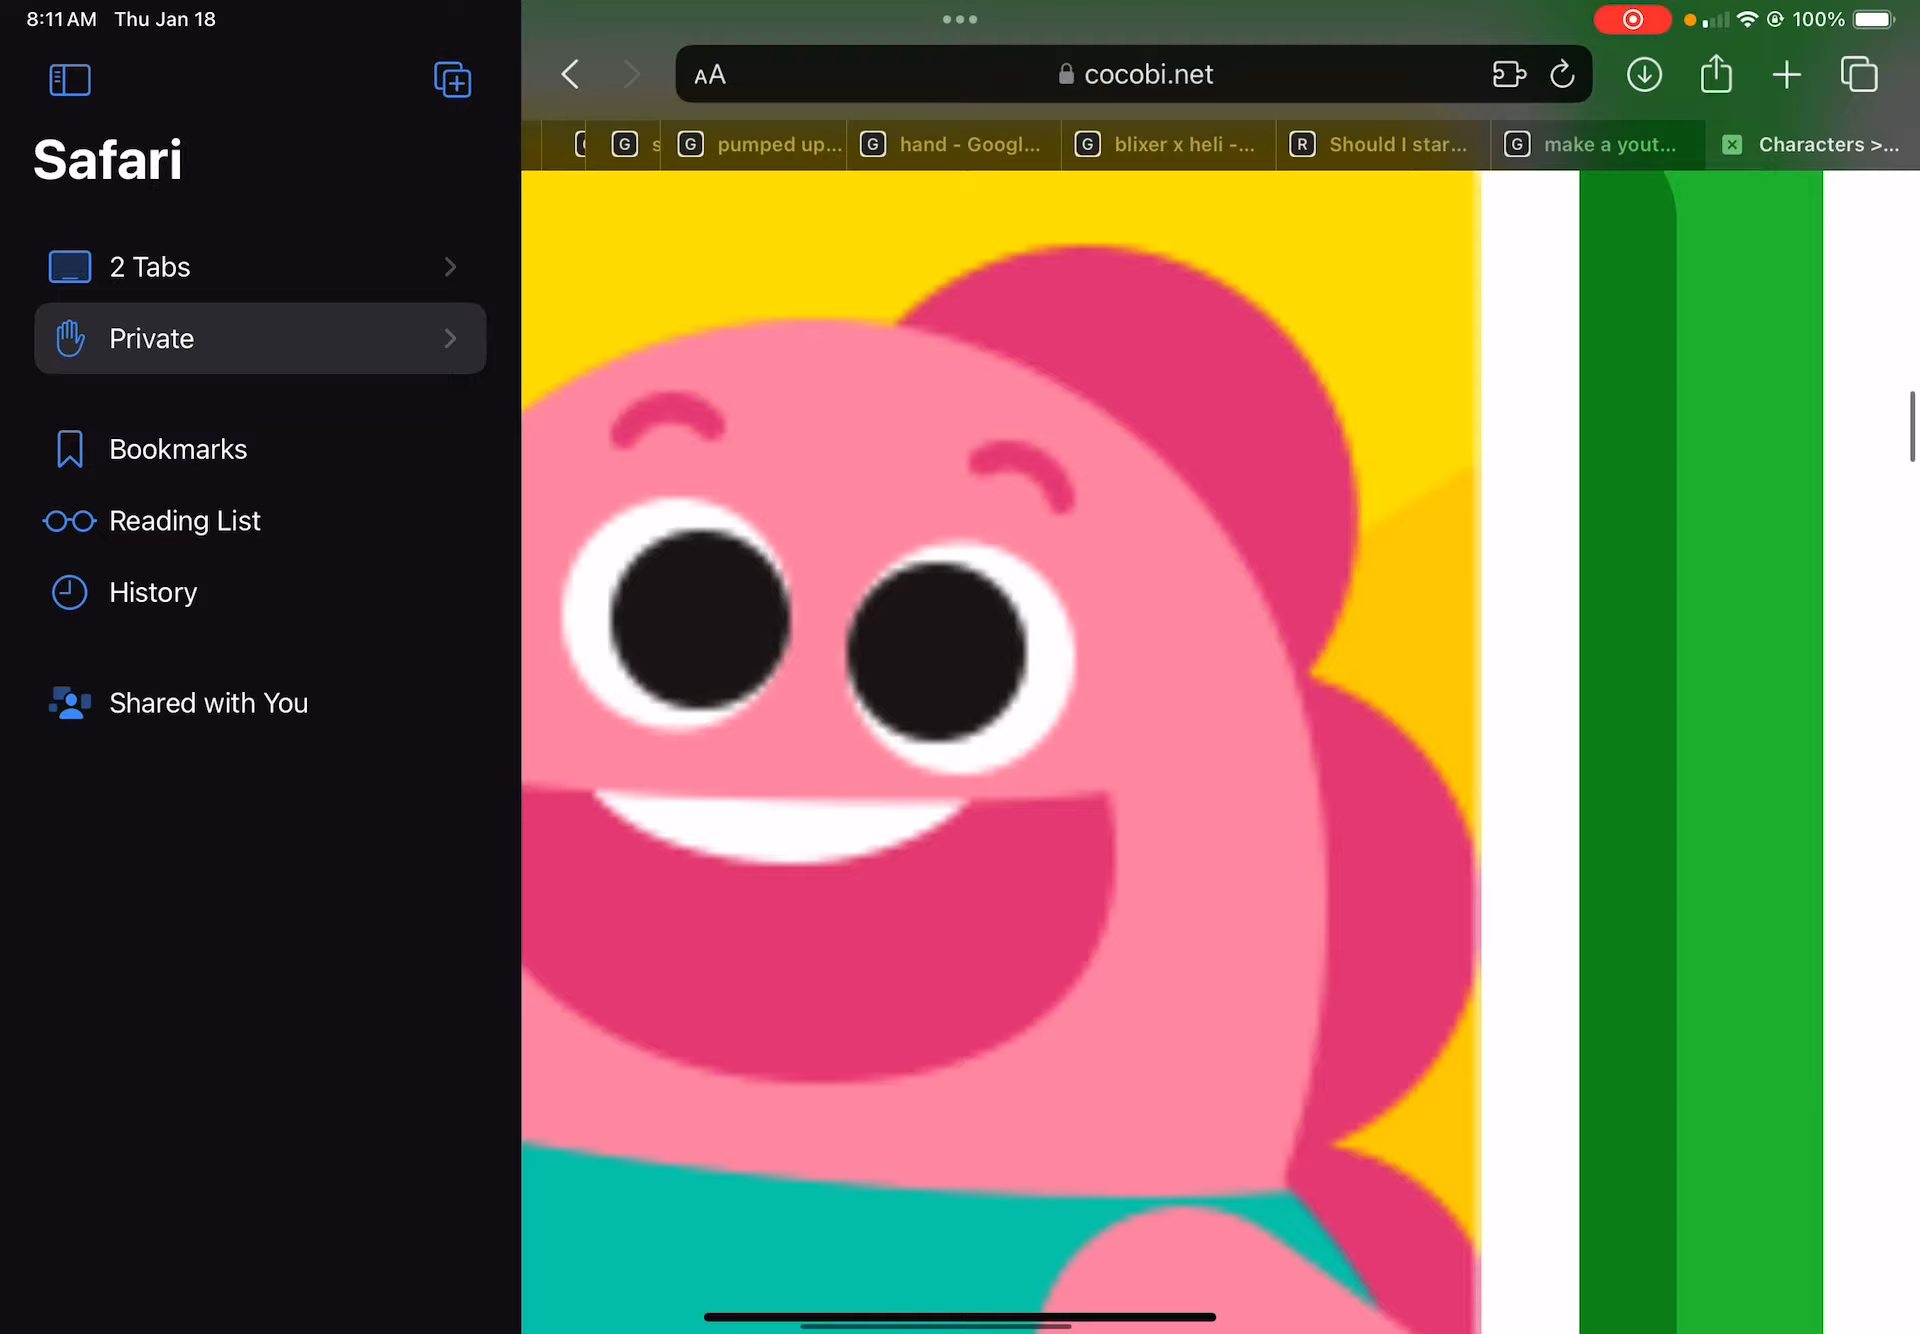 8:11 AM Thu Jan 18
100%
AA
cocobi.net
G s
G pumped up...
G hand - Googl...
G blixer x heli -...
R Should I star...
G make a yout...
Characters >...
Safari
2 Tabs
Private
Bookmarks
Reading List
History
Shared with You